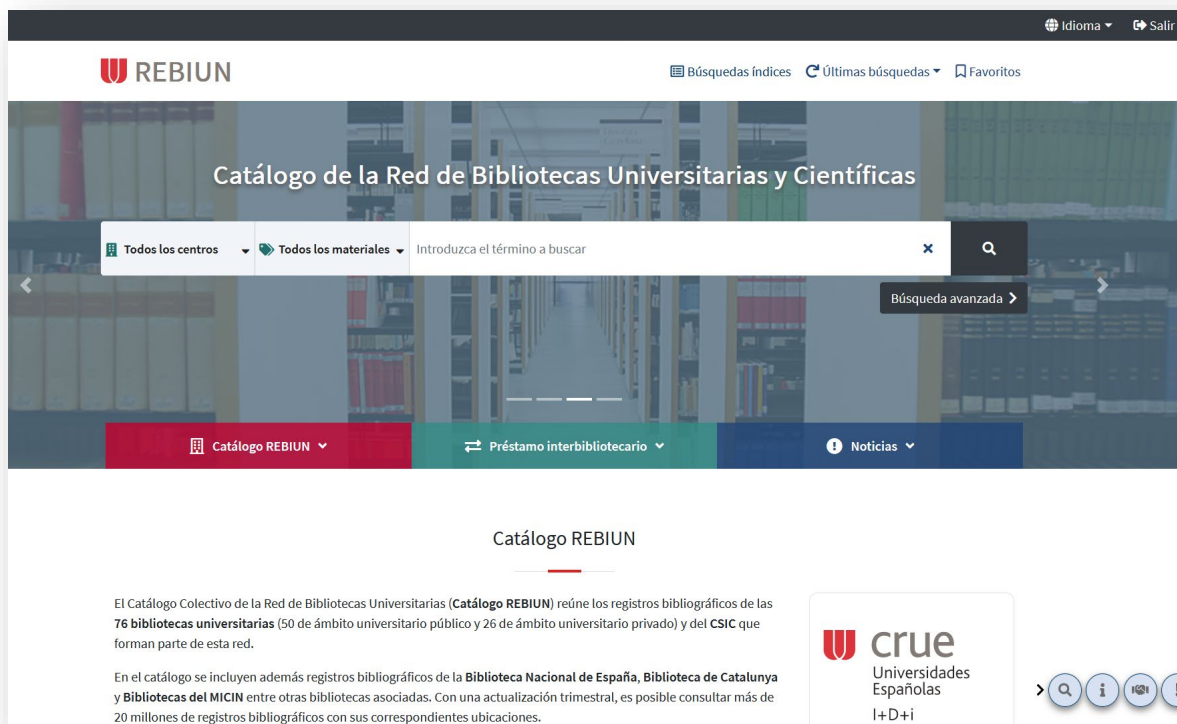 Idioma Salir
REBIUN
Búsquedas índices Últimas búsquedas Favoritos
Catálogo de la Red de Bibliotecas Universitarias y Científicas
Todos los centros Todos los materiales Introduzca el término a buscar
Búsqueda avanzada
Catálogo REBIUN Préstamo interbibliotecario Noticias
Catálogo REBIUN
El Catálogo Colectivo de la Red de Bibliotecas Universitarias (Catálogo REBIUN) reúne los registros bibliográficos de las
76 bibliotecas universitarias (50 de ámbito universitario público y 26 de ámbito universitario privado) y del CSIC que
forman parte de esta red.
En el catálogo se incluyen además registros bibliográficos de la Biblioteca Nacional de España, Biblioteca de Catalunya
y Bibliotecas del MICIN entre otras bibliotecas asociadas. Con una actualización trimestral, es posible consultar más de
20 millones de registros bibliográficos con sus correspondientes ubicaciones.
crue
Universidades
Españolas
I+D+i